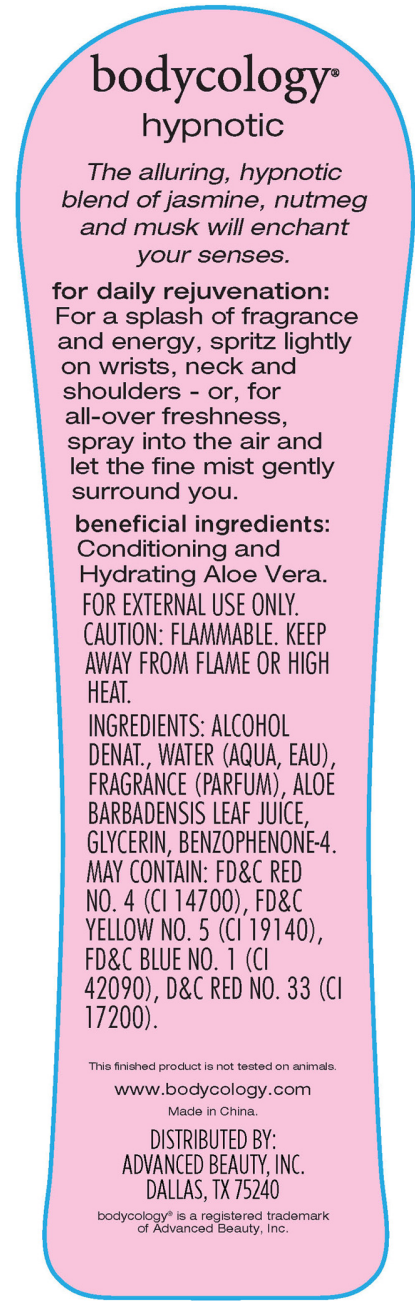 bodycology®
hypnotic
The alluring, hypnotic
blend of jasmine, nutmeg
and musk will enchant
your senses.
for daily rejuvenation:
For a splash of fragrance
and energy, spritz lightly
on wrists, neck and
shoulders - or, for
all-over freshness,
spray into the air and
let the fine mist gently
surround you.
beneficial ingredients:
Conditioning and
Hydrating Aloe Vera.
FOR EXTERNAL USE ONLY.
CAUTION: FLAMMABLE. KEEP
AWAY FROM FLAME OR HIGH
HEAT.
INGREDIENTS: ALCOHOL
DENAT., WATER (AQUA, EAU),
FRAGRANCE (PARFUM), ALOE
BARBADENSIS LEAF JUICE,
GLYCERIN, BENZOPHENONE-4.
MAY CONTAIN: FD&C RED
NO. 4 (CI 14700), FD&C
YELLOW NO. 5 (CI 19140),
FD&C BLUE NO. 1 (CI
42090), D&C RED NO. 33 (CI
17200).
This finished product is not tested on animals.
www.bodycology.com
Made in China.
DISTRIBUTED BY:
ADVANCED BEAUTY, INC.
DALLAS, TX 75240
bodycology® is a registered trademark
of Advanced Beauty, Inc.